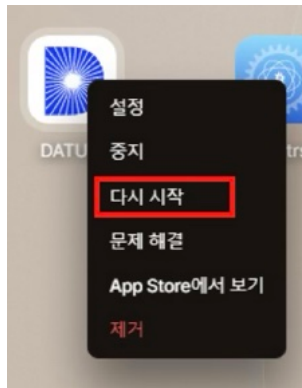 설정
DATU
중지
trs
다시 시작
문제 해결
App Store에서 보기
제거